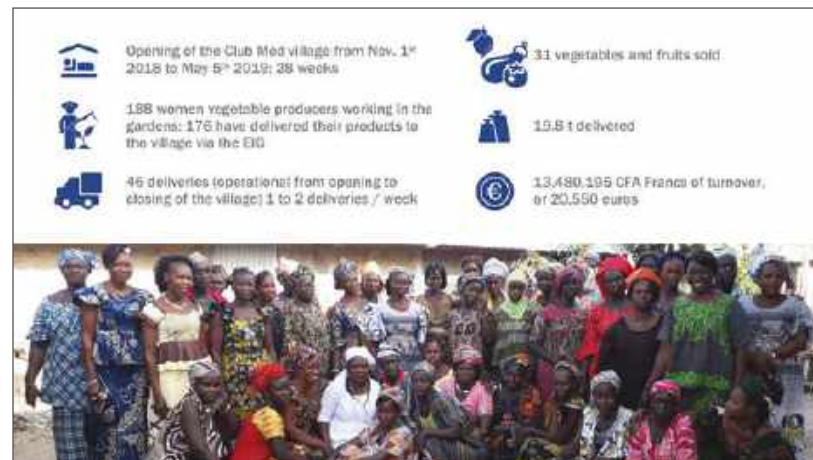 Opening of the Club Med village from Nov. 1st
2018 to May 5th 2019: 28 weeks
188 women vegetable producers working in the
gardens: 176 have delivered their products to
the village via the EIG
46 deliveries (operational from opening to
closing of the village) 1 to 2 deliveries / week
31 vegetables and fruits sold
19.8 t delivered
€
13,480,195 CFA Francs of turnover,
or 20,550 euros